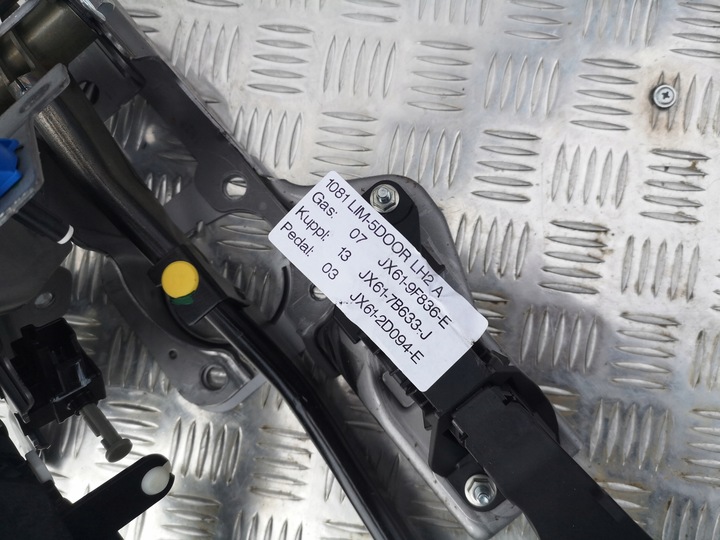 1081 LIM-5DOOR LH2 A
Gas: 07 JX61-9F836-E
Kuppl: 13 JX61-7B633-J
Pedal: 03 JX61-2D094-E